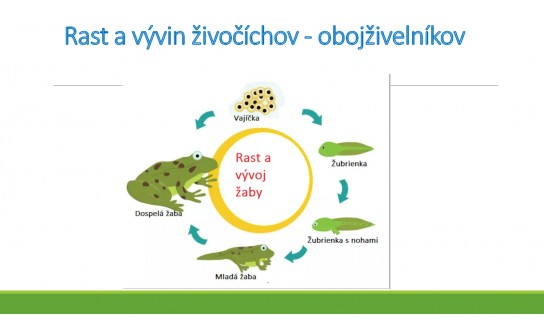 Rast a vývin živočíchov - obojživelníkov
Vajíčka
Rast a
vývoj
žaby
Žubrienka
Dospelá žaba
Žubrienka s nohami
Mladá žaba